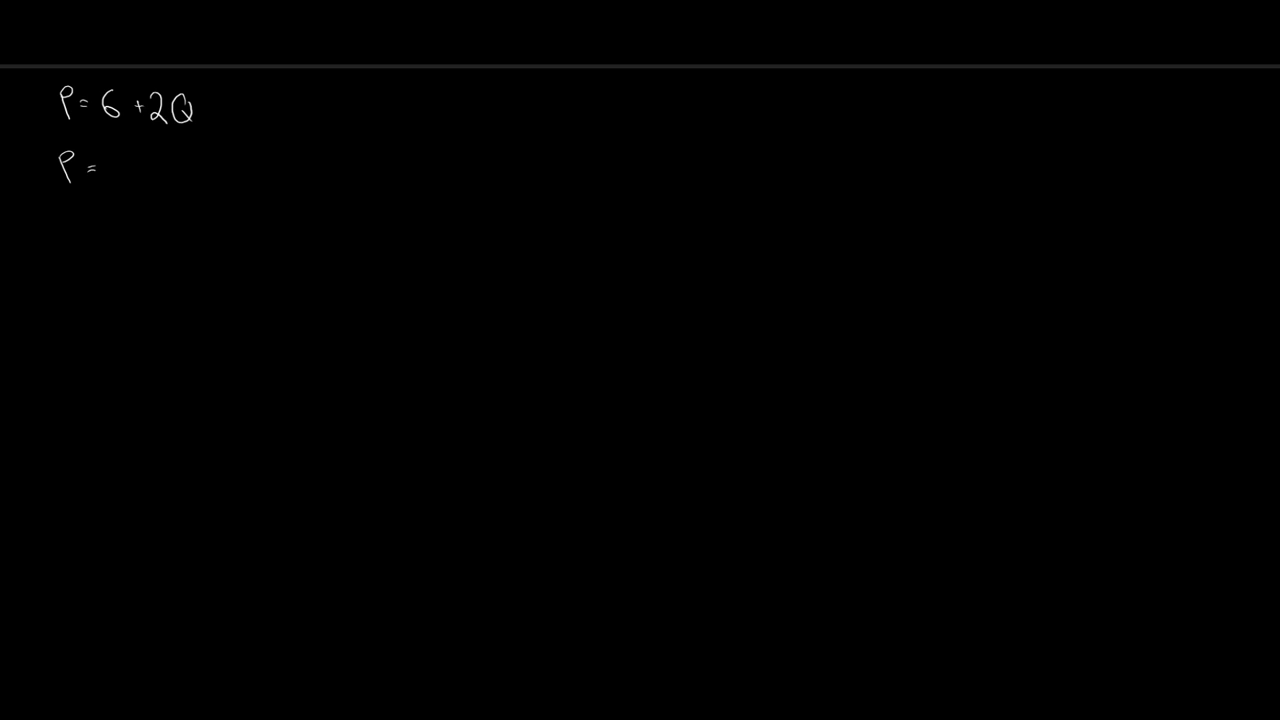 P = 6 + 2Q
P =